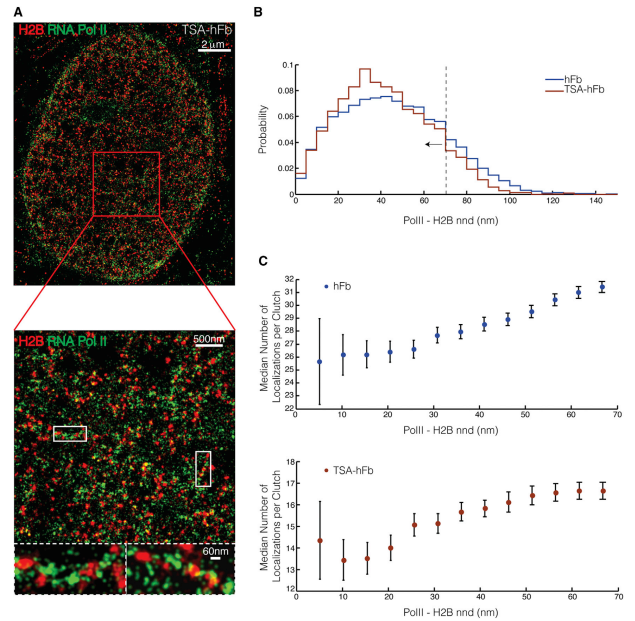 A
H2B RNA Pol II TSA-hFb
2 μm
H2B RNA Pol II
500nm
60nm
B
0.1
0.08
0.06
0.04
0.02
0
Probability
hFb
TSA-hFb
0 20 40 60 80 100 120 140
PolII - H2B nnd (nm)
C
32
31
30
29
28
27
26
25
24
23
22
Median Number of
Localizations per Clutch
hFb
0 10 20 30 40 50 60 70
PolII - H2B nnd (nm)
17
16
15
14
13
12
Median Number of
Localizations per Clutch
TSA-hFb
0 10 20 30 40 50 60 70
PolII - H2B nnd (nm)